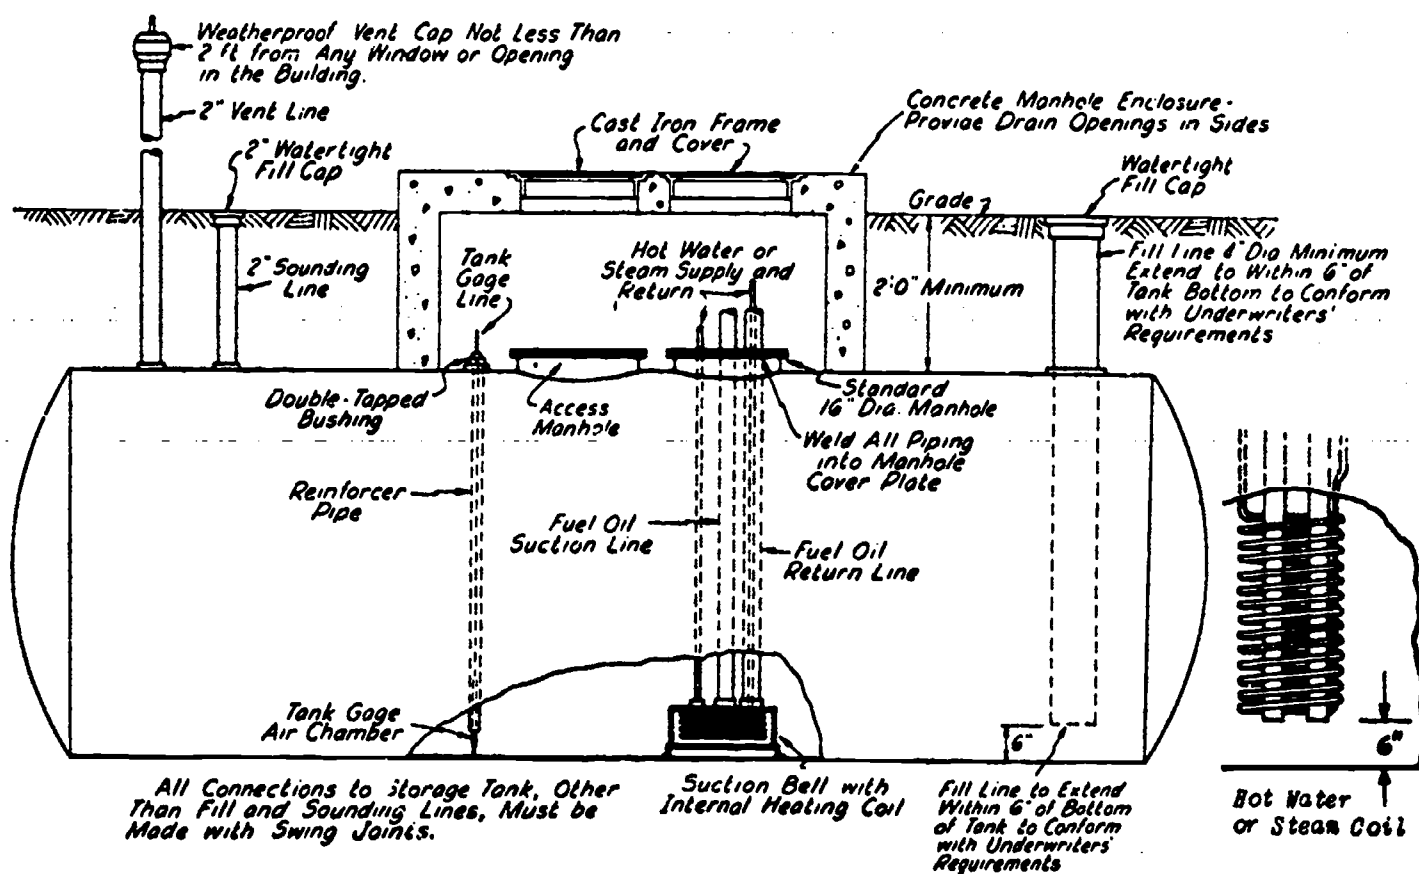 Weatherproof Vent Cap Not Less Than
2 ft from Any Window or Opening
in the Building.
2" Vent Line
2" Watertight
Fill Cap
Cast Iron Frame
and Cover
Concrete Manhole Enclosure-
Proviae Drain Openings in Sides
Watertight
Fill Cap
Grade
2" Sounding
Line
Tank
Gage
Line
Hot Water or
Steam Supply and
Return
2'0" Minimum
Fill Line 4" Dia Minimum
Extend to Within 6" of
Tank Bottom to Conform
with Underwriters'
Requirements
Double-Tapped
Bushing
Access
Manhole
Standard
16" Dia. Manhole
Weld All Piping
into Manhole
Cover Plate
Reinforcer
Pipe
Fuel Oil
Suction Line
Fuel Oil
Return Line
Tank Gage
Air Chamber
6"
6"
All Connections to Storage Tank, Other
Than Fill and Sounding Lines, Must be
Made with Swing Joints.
Suction Bell with
Internal Heating Coil
Fill Line to Extend
Within 6" of Bottom
of Tank to Conform
with Underwriters'
Requirements
Hot Water
or Steam Coil